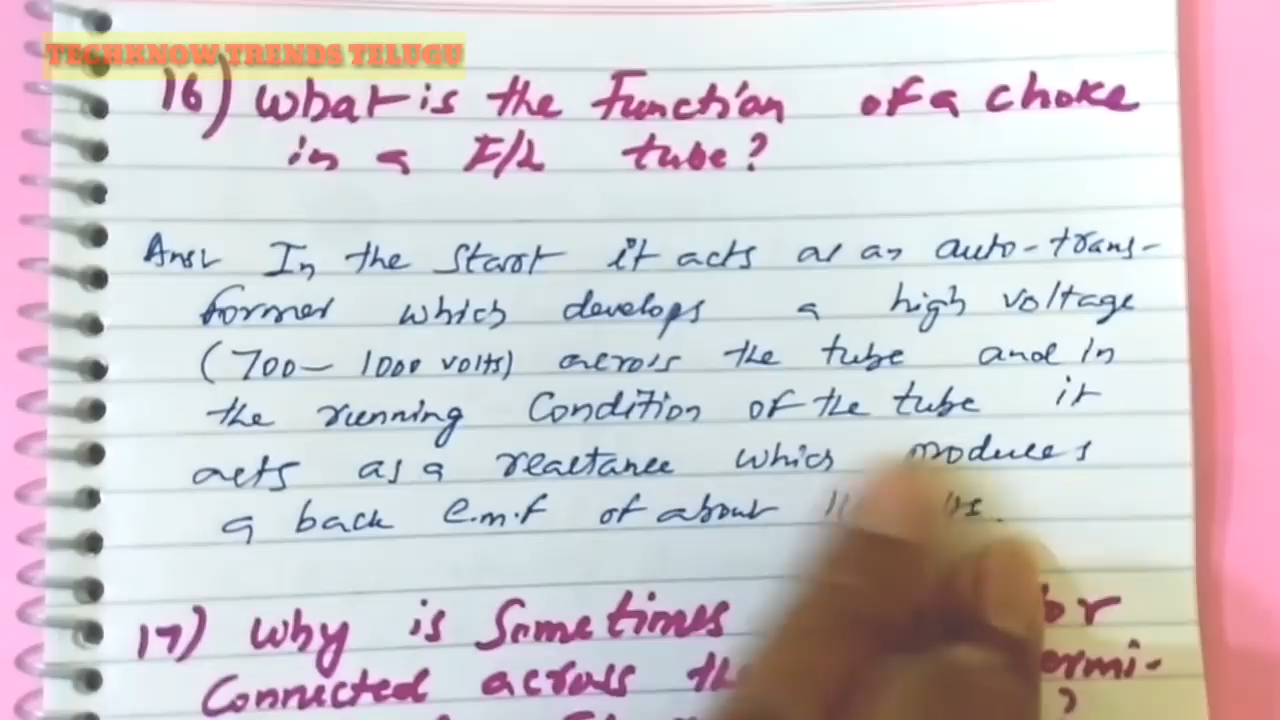 TECHKNOW TRENDS TELUGU
16) What is the Function of a choke
in a F/L tube?
Ans: In the Start it acts as an auto-trans-
former which develops a high voltage
(700- 1000 volts) across the tube and in
the running Condition of the tube it
acts as a reactance which produces
a back e.m.f of about
17) Why is Sometimes
Connected across
?